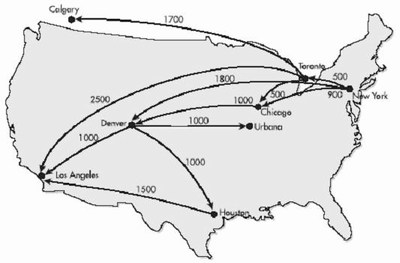 Calgary
1700
Toronto
500
1800
2500
900
New York
1000
500
Chicago
Denver
1000
Urbana
1000
1000
Los Angeles
1500
Houston